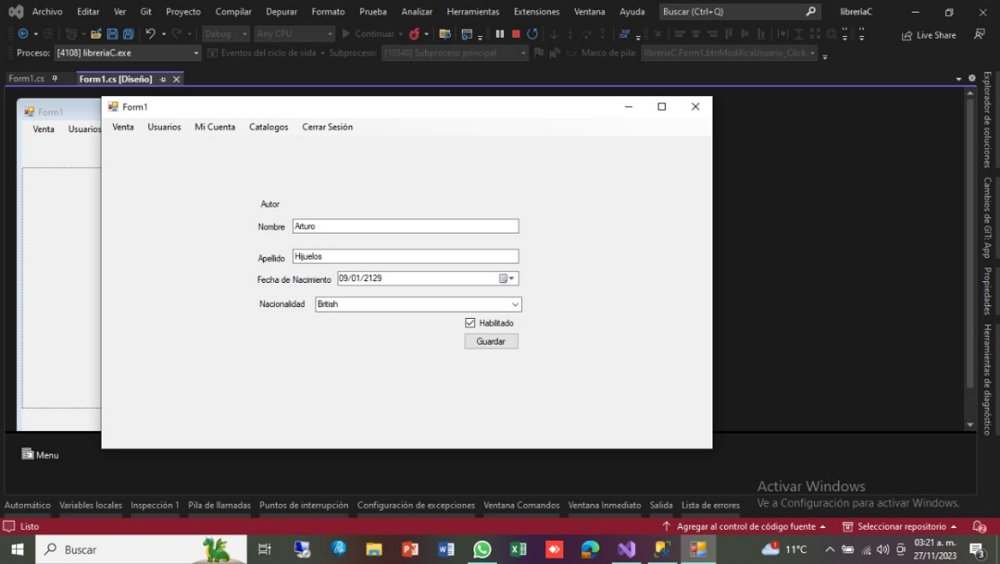 Archivo Editar Ver Git Proyecto Compilar Depurar Formato Prueba Analizar Herramientas Extensiones Ventana Ayuda Buscar (Ctrl+Q) libreriaC
Debug Any CPU Continuar Live Share
Proceso: [4108] libreriaC.exe Eventos del ciclo de vida Subproceso: [10548] Subproceso principal Marco de pila: libreriaC.Form1.btnModificaUsuario_Click
Form1.cs Form1.cs [Diseño]
Form1
Venta Usuarios
Form1
Venta Usuarios Mi Cuenta Catalogos Cerrar Sesión
Autor
Nombre Arturo
Apellido Hijuelos
Fecha de Nacimiento 09/01/2129
Nacionalidad British
Habilitado
Guardar
Explorador de soluciones
Cambios de GIT: App
Propiedades
Herramientas de diagnóstico
Menu
Activar Windows
Ve a Configuración para activar Windows.
Automático Variables locales Inspección 1 Pila de llamadas Puntos de interrupción Configuración de excepciones Ventana Comandos Ventana Inmediato Salida Lista de errores
Listo Agregar al control de código fuente Seleccionar repositorio
Buscar 11°C 03:21 a. m.
27/11/2023